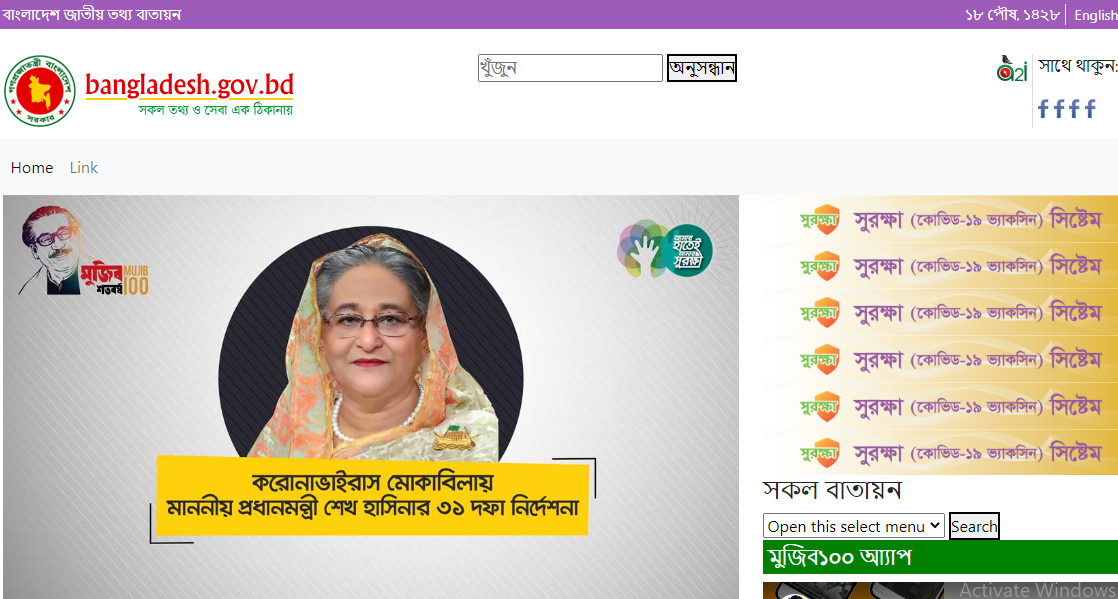 বাংলাদেশ জাতীয় তথ্য বাতায়ন
১৮ পৌষ, ১৪২৮
English
গণপ্রজাতন্ত্রী বাংলাদেশ
সরকার
bangladesh.gov.bd
সকল তথ্য ও সেবা এক ঠিকানায়
খুঁজুন
অনুসন্ধান
a2i
সাথে থাকুন:
Home
Link
মুজিব
শতবর্ষ
MUJIB
100
হাতেই
সুরক্ষা
করোনাভাইরাস মোকাবিলায়
মাননীয় প্রধানমন্ত্রী শেখ হাসিনার ৩১ দফা নির্দেশনা
সুরক্ষা সুরক্ষা (কোভিড-১৯ ভ্যাকসিন) সিষ্টেম
সুরক্ষা সুরক্ষা (কোভিড-১৯ ভ্যাকসিন) সিষ্টেম
সুরক্ষা সুরক্ষা (কোভিড-১৯ ভ্যাকসিন) সিষ্টেম
সুরক্ষা সুরক্ষা (কোভিড-১৯ ভ্যাকসিন) সিষ্টেম
সুরক্ষা সুরক্ষা (কোভিড-১৯ ভ্যাকসিন) সিষ্টেম
সুরক্ষা সুরক্ষা (কোভিড-১৯ ভ্যাকসিন) সিষ্টেম
সকল বাতায়ন
Open this select menu
Search
মুজিব১০০ আ্যাপ
Activate Windows